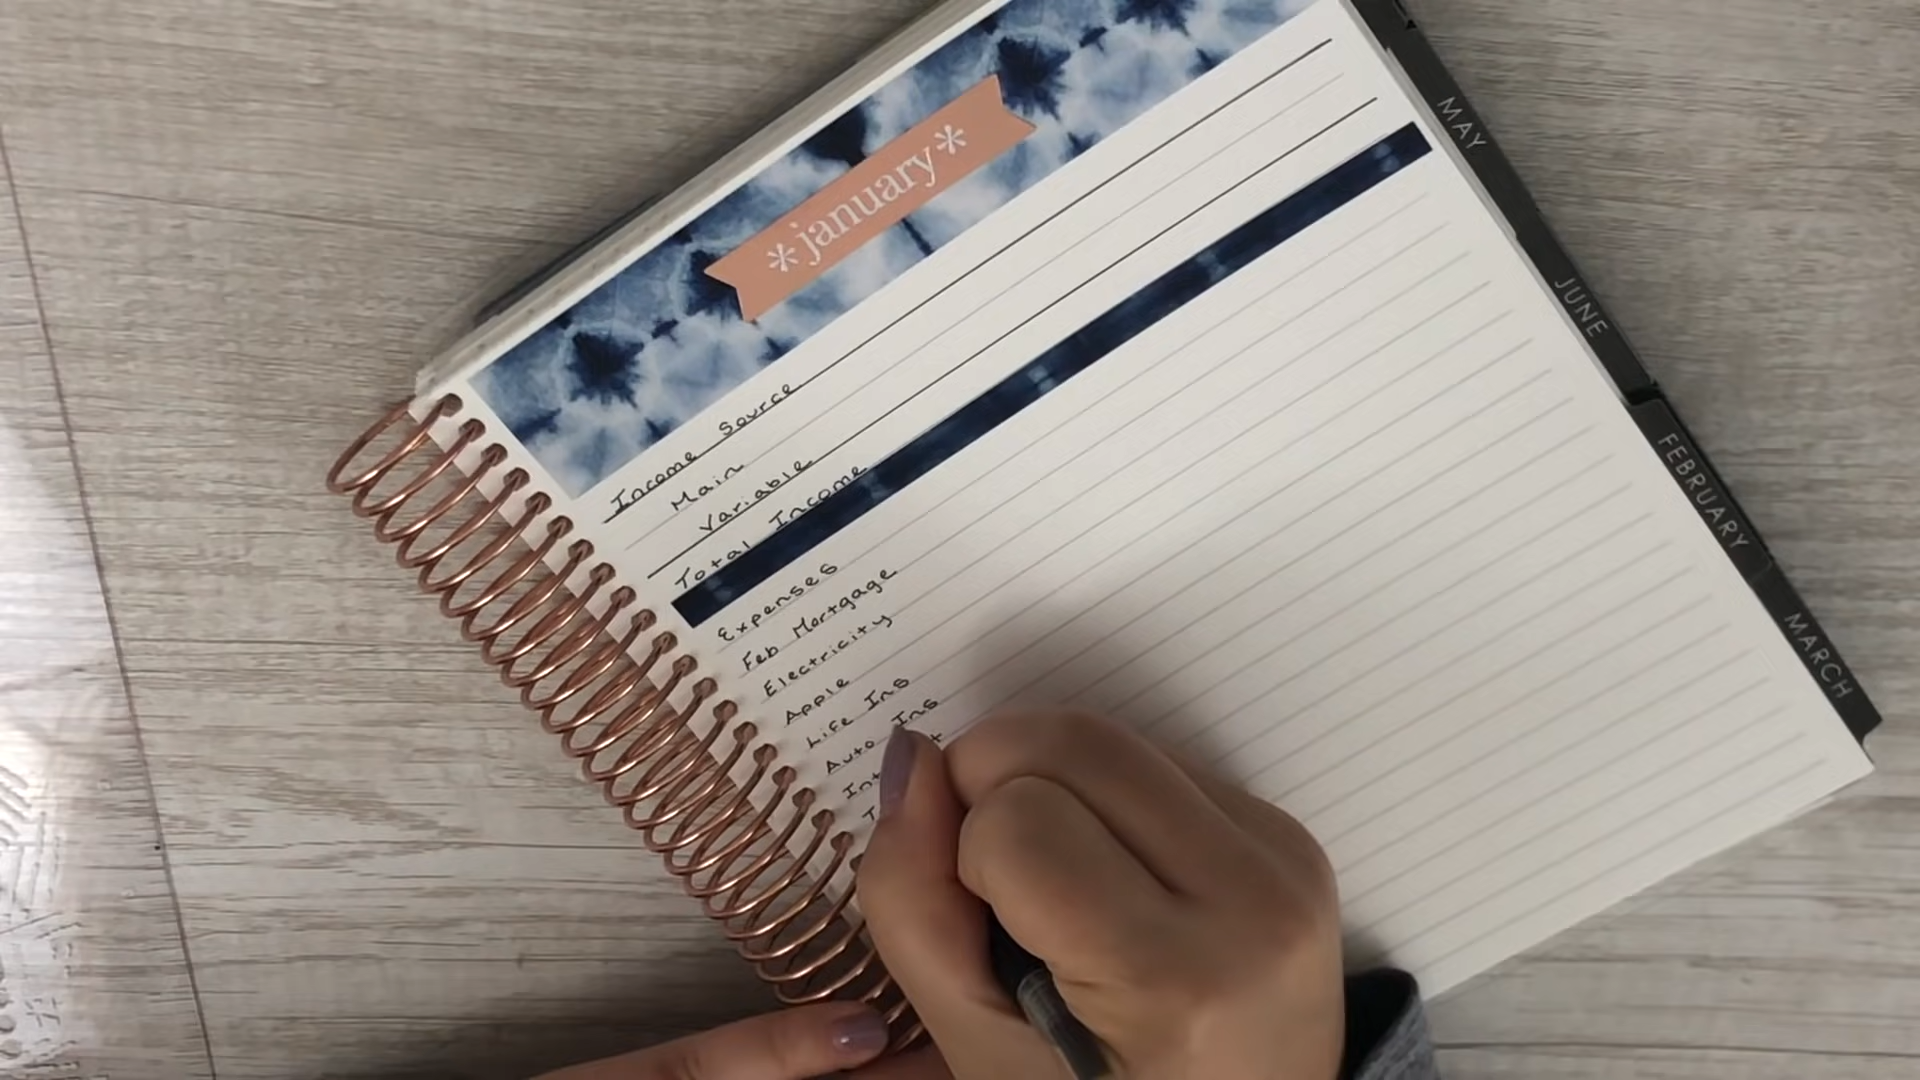 *january*
Income Source
Main
Variable
Total Income
Expenses
Feb Mortgage
Electricity
Apple
Life Ins
Auto Ins
MAY
JUNE
FEBRUARY
MARCH